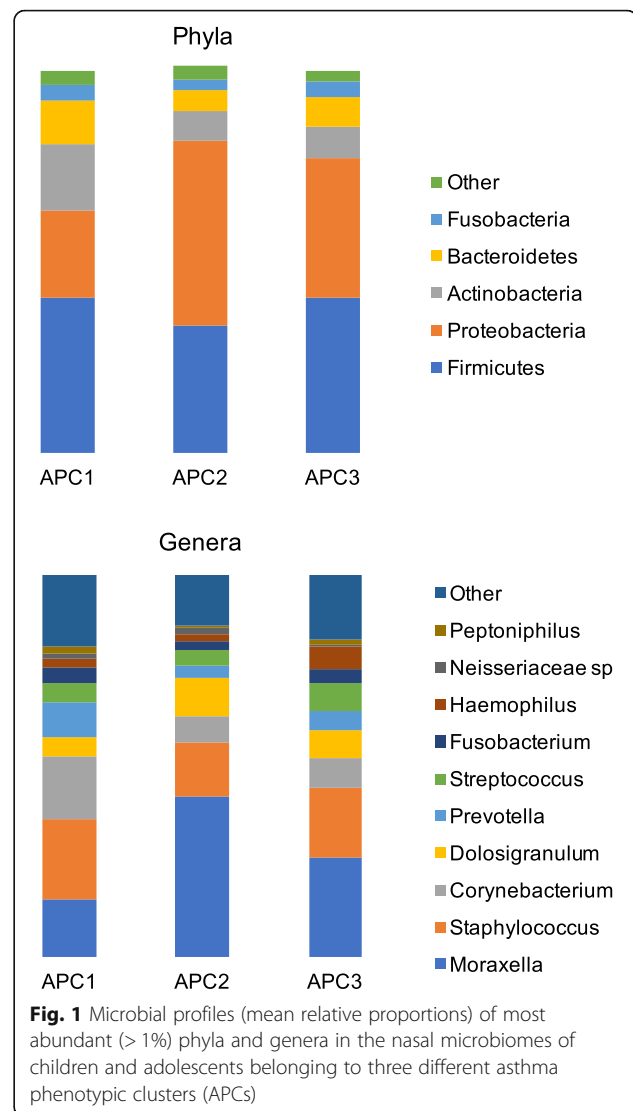 Phyla
Other
Fusobacteria
Bacteroidetes
Actinobacteria
Proteobacteria
Firmicutes
APC1 APC2 APC3
Genera
Other
Peptoniphilus
Neisseriaceae sp
Haemophilus
Fusobacterium
Streptococcus
Prevotella
Dolosigranulum
Corynebacterium
Staphylococcus
Moraxella
APC1 APC2 APC3
Fig. 1 Microbial profiles (mean relative proportions) of most
abundant (> 1%) phyla and genera in the nasal microbiomes of
children and adolescents belonging to three different asthma
phenotypic clusters (APCs)